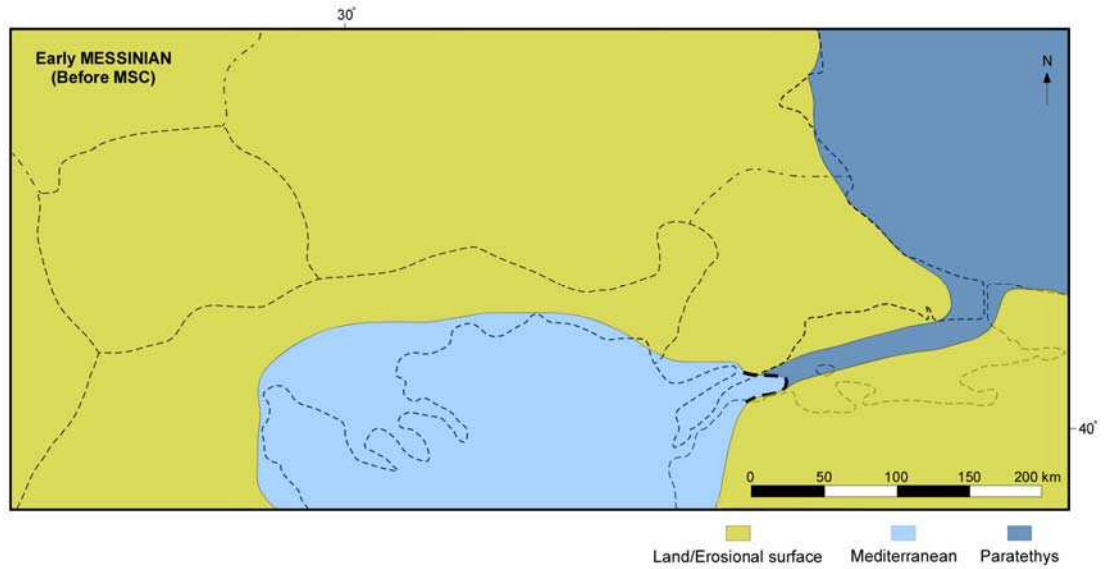 30°
Early MESSINIAN
(Before MSC)
N
40°
0 50 100 150 200 km
Land/Erosional surface Mediterranean Paratethys